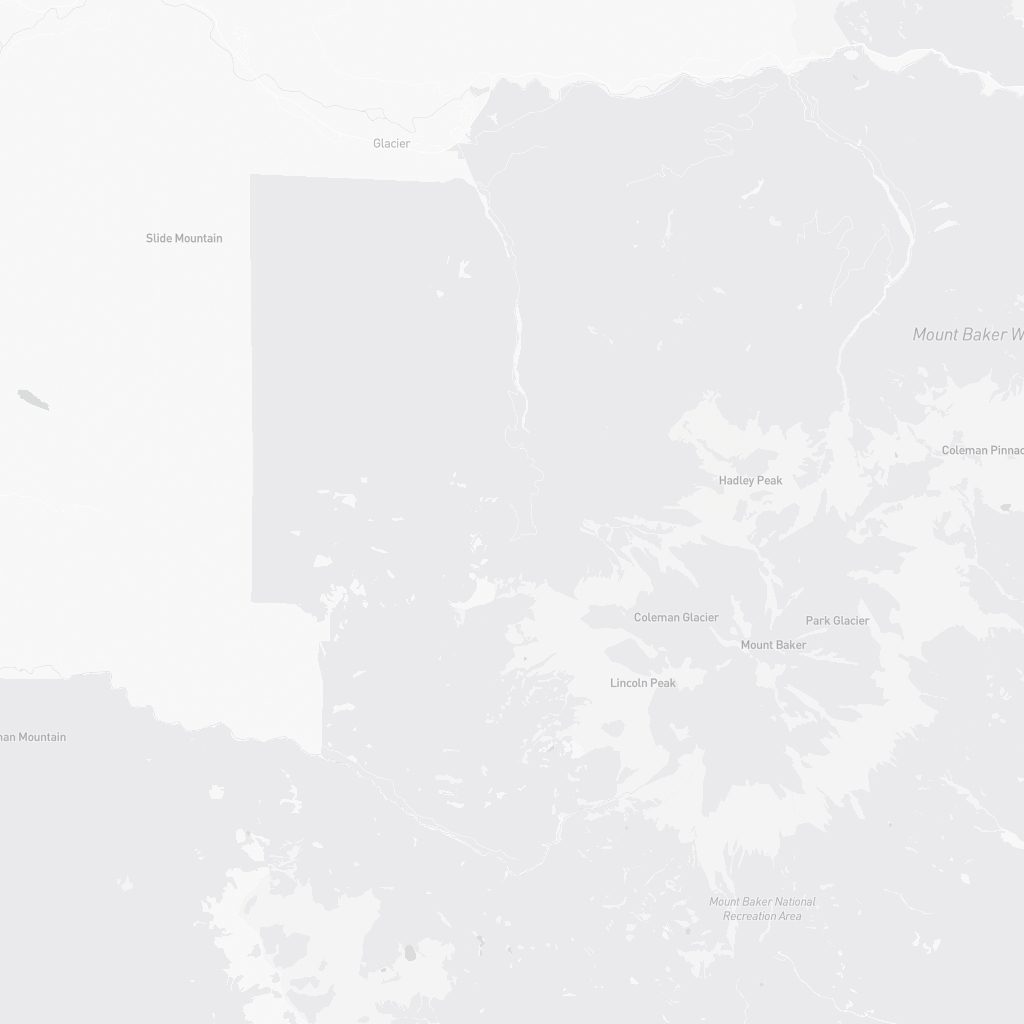 Glacier
Slide Mountain
Mount Baker W
Coleman Pinnac
Hadley Peak
Coleman Glacier
Park Glacier
Mount Baker
Lincoln Peak
man Mountain
Mount Baker National
Recreation Area